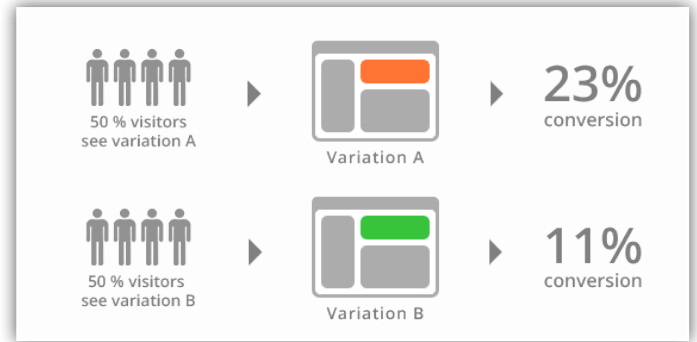 50 % visitors
see variation A
Variation A
23%
conversion
50 % visitors
see variation B
Variation B
11%
conversion